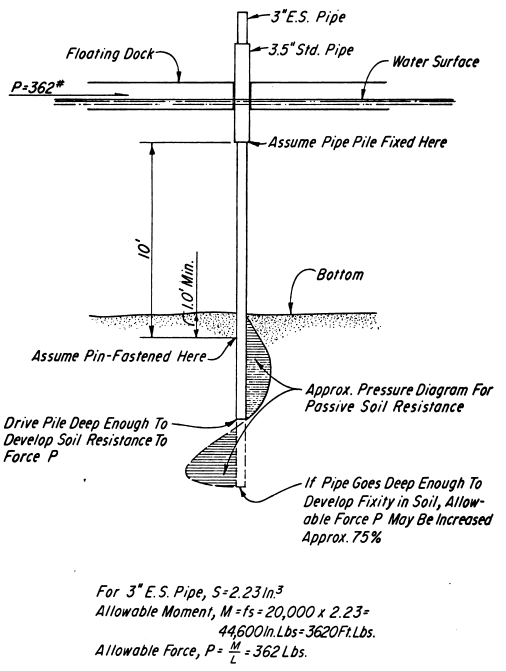 3" E.S. Pipe
3.5" Std. Pipe
Floating Dock
Water Surface
P=362#
Assume Pipe Pile Fixed Here
10'
1.0' Min.
Bottom
Assume Pin-Fastened Here
Approx. Pressure Diagram For
Passive Soil Resistance
Drive Pile Deep Enough To
Develop Soil Resistance To
Force P
If Pipe Goes Deep Enough To
Develop Fixity in Soil, Allow-
able Force P May Be Increased
Approx. 75%
For 3" E.S. Pipe, S=2.23 In.³
Allowable Moment, M=fs=20,000 x 2.23=
44,600 In. Lbs=3620 Ft. Lbs.
Allowable Force, P= M/L = 362 Lbs.